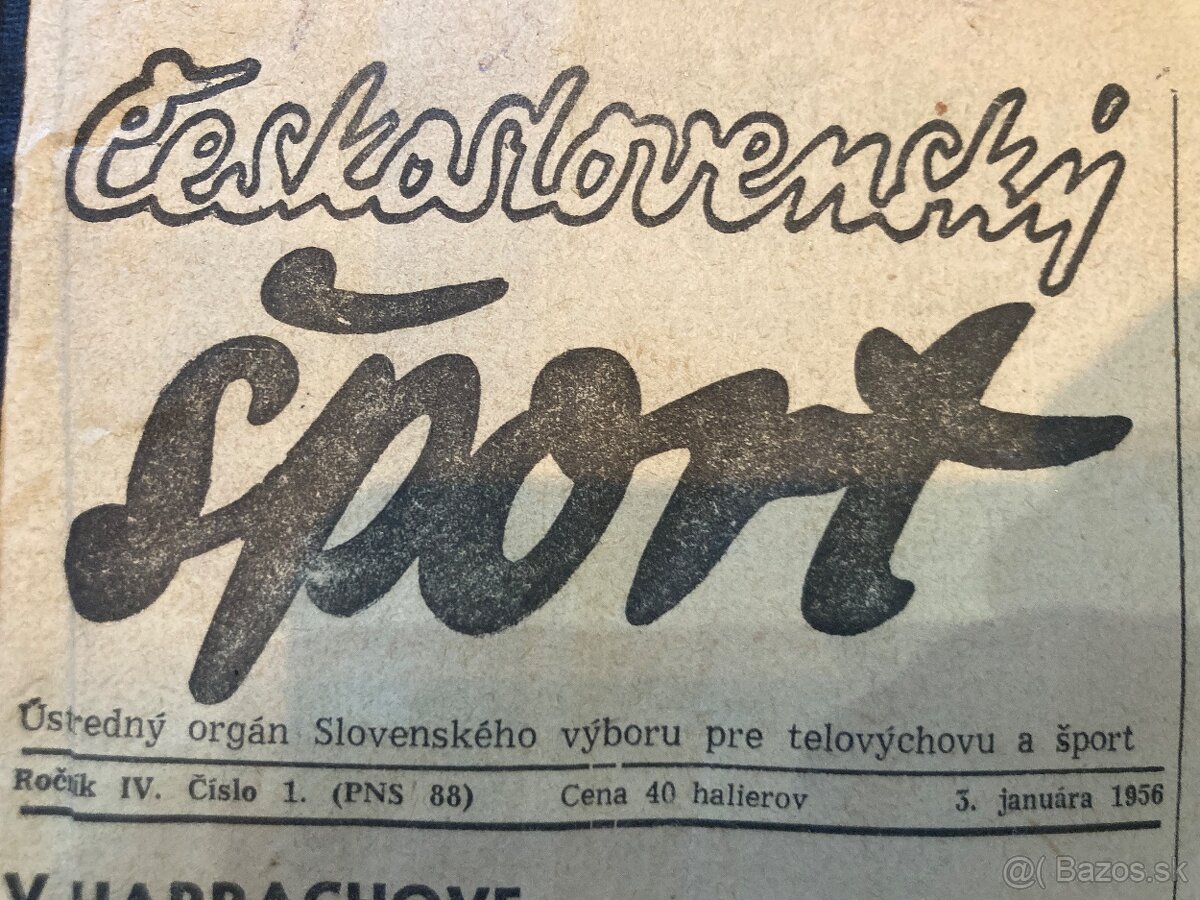 Československý
šport
Ústredný orgán Slovenského výboru pre telovýchovu a šport
Ročník IV. Číslo 1. (PNS 88) Cena 40 halierov 3. januára 1956
V HARRACHOVE
@( Bazos.sk